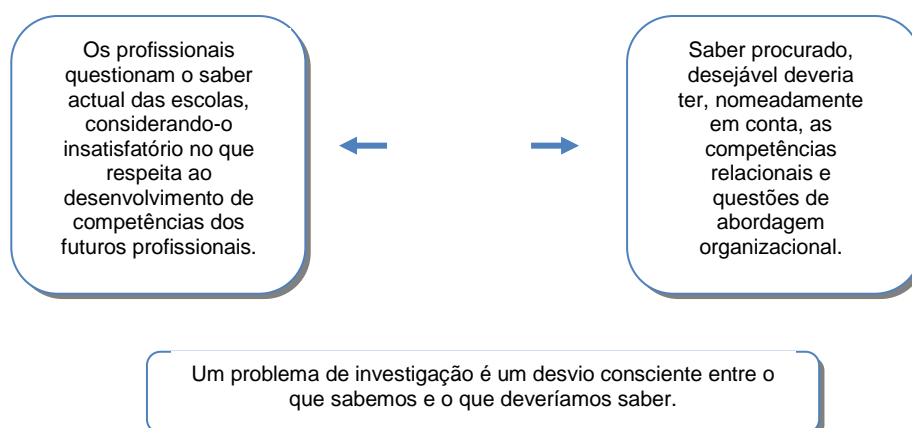 Os profissionais
questionam o saber
actual das escolas,
considerando-o
insatisfatório no que
respeita ao
desenvolvimento de
competências dos
futuros profissionais.
Saber procurado,
desejável deveria
ter, nomeadamente
em conta, as
competências
relacionais e
questões de
abordagem
organizacional.
Um problema de investigação é um desvio consciente entre o
que sabemos e o que deveríamos saber.